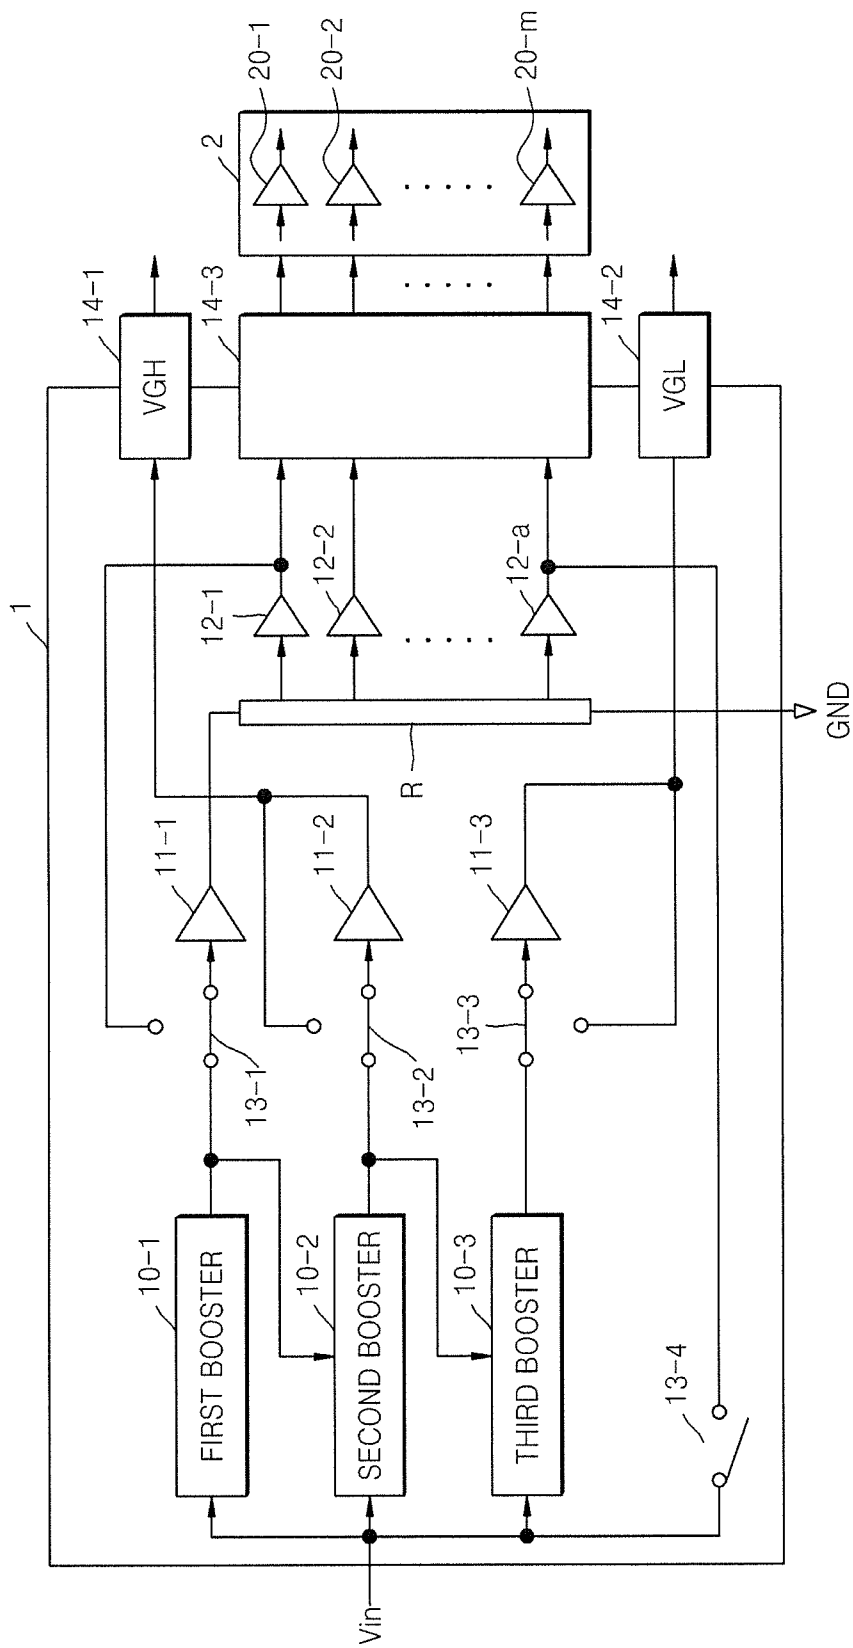 1
14-1
VGH
14-3
2
20-1
20-2
20-m
14-2
VGL
12-1
12-2
12-a
R
GND
11-1
11-2
11-3
13-1
13-2
13-3
10-1
FIRST BOOSTER
10-2
SECOND BOOSTER
10-3
THIRD BOOSTER
13-4
Vin